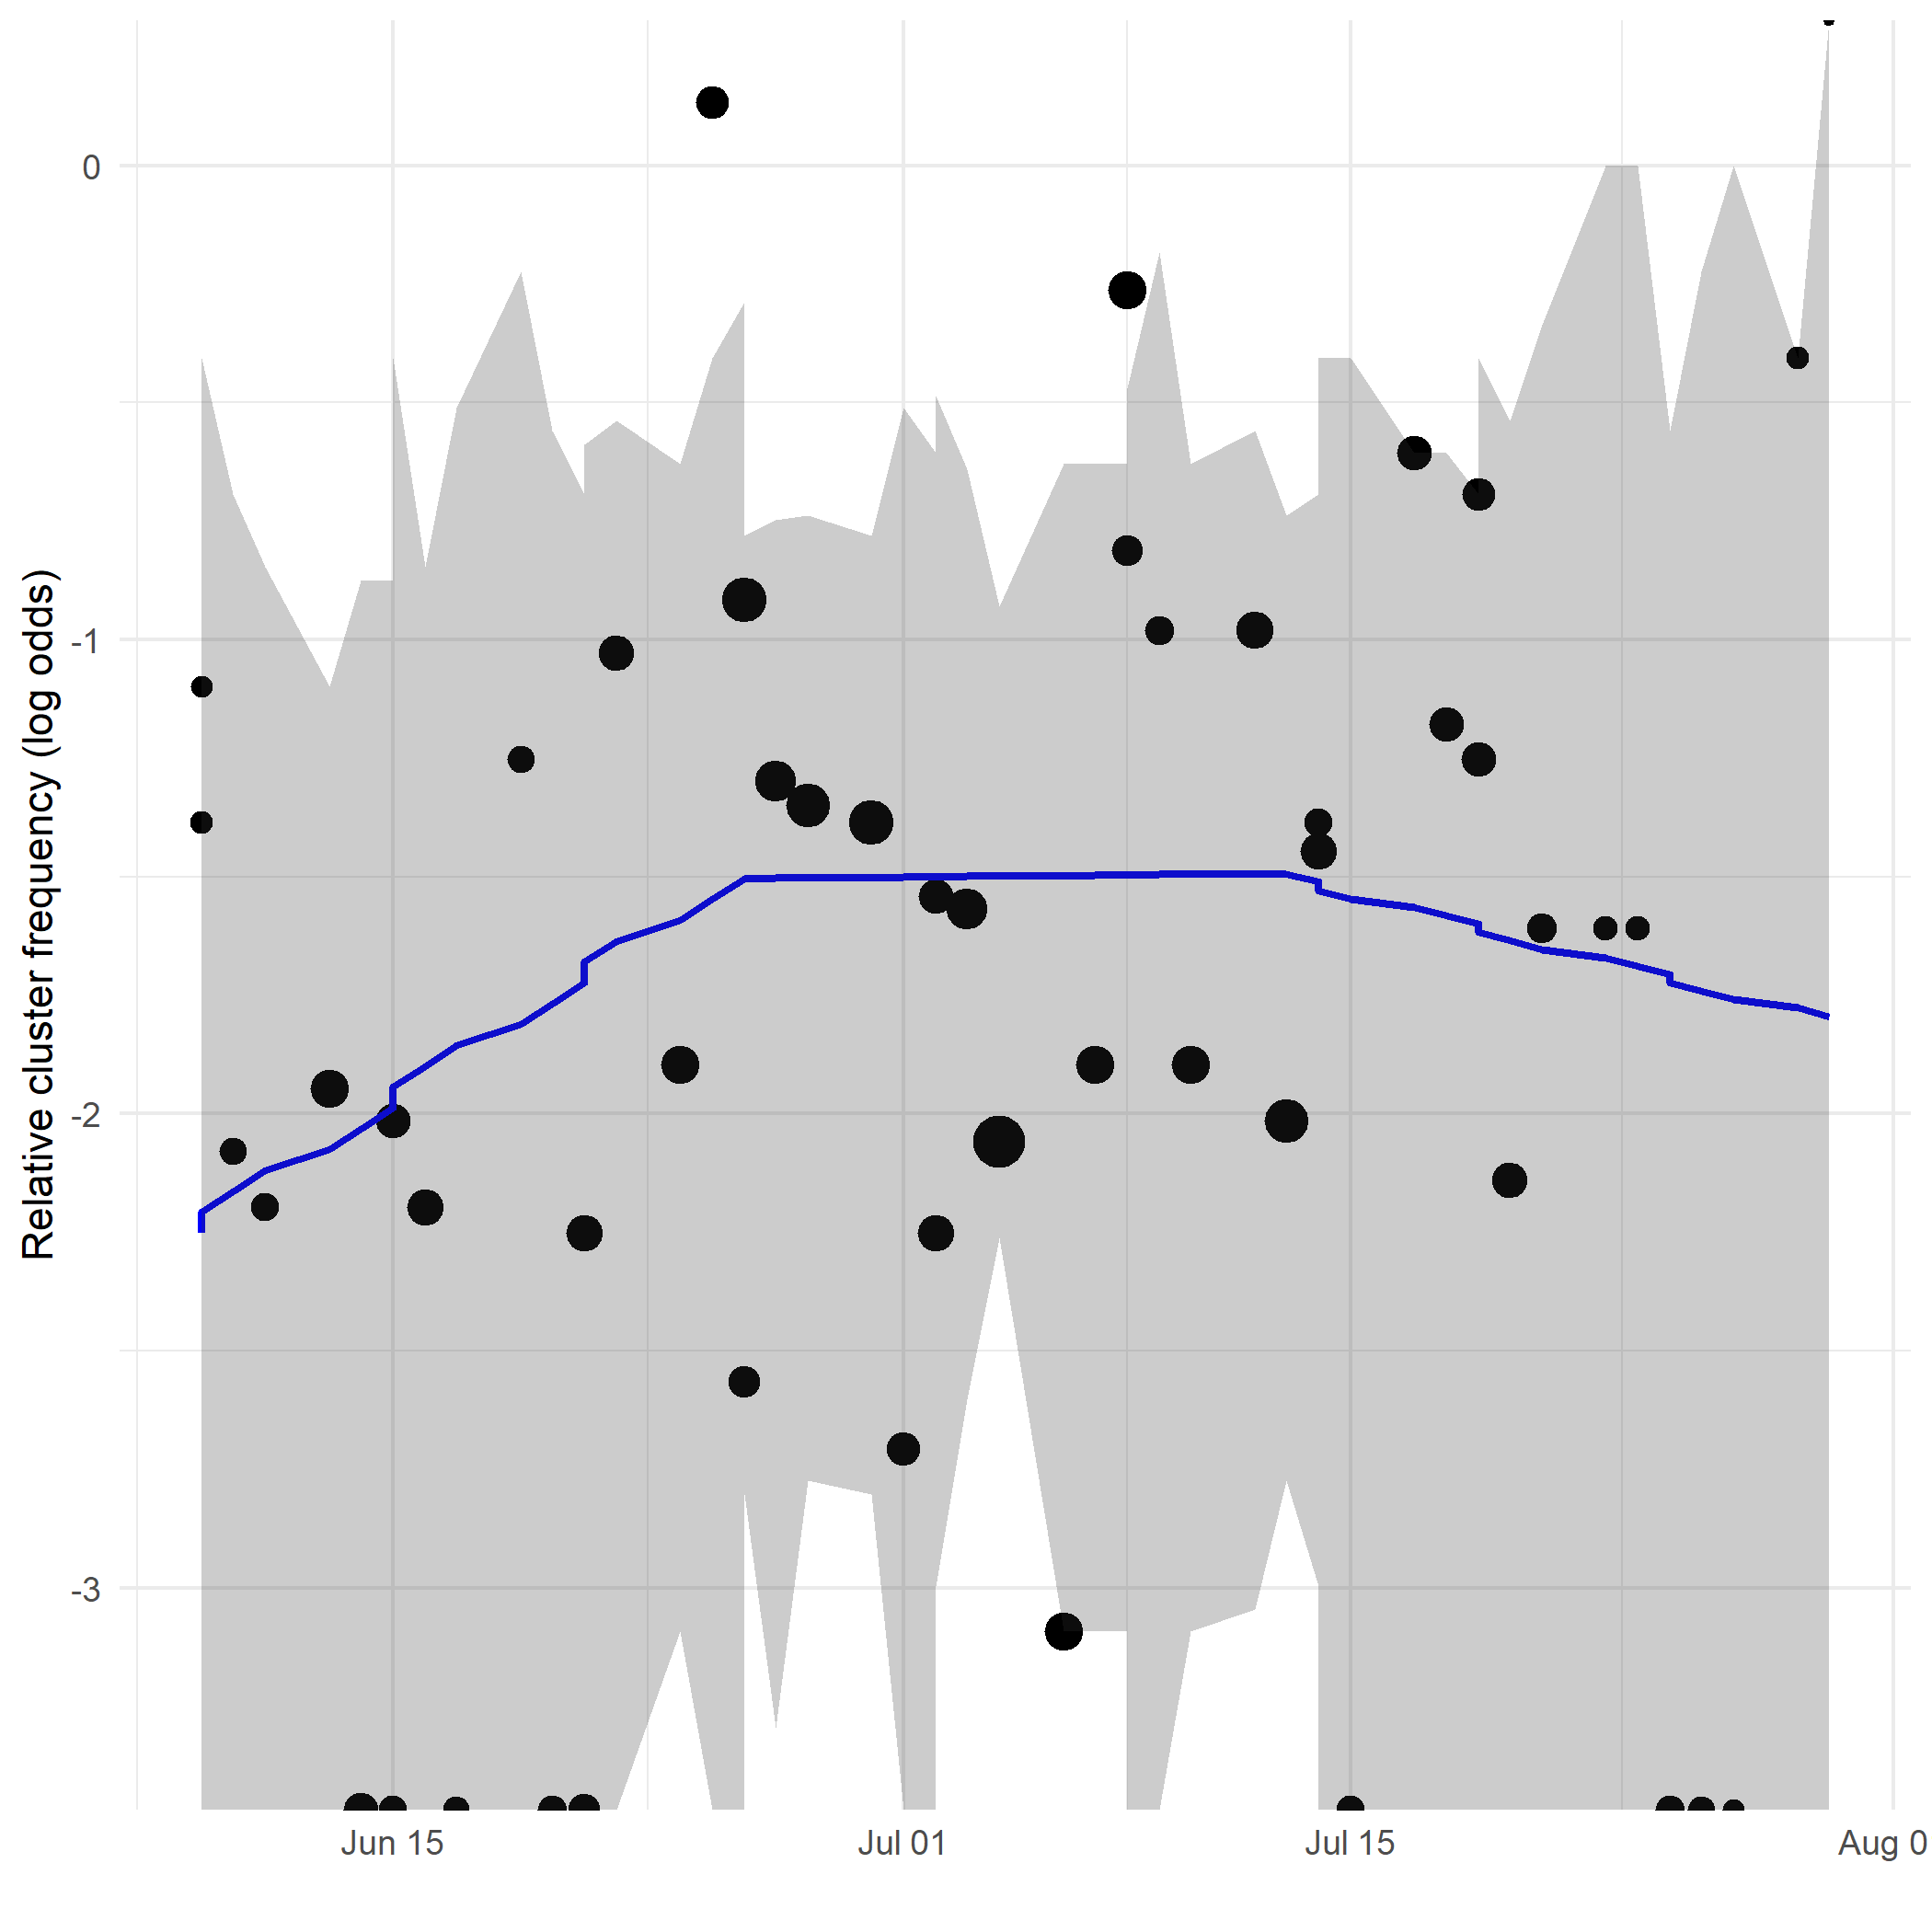 Relative cluster frequency (log odds)
0
-1
-2
-3
Jun 15
Jul 01
Jul 15
Aug 0